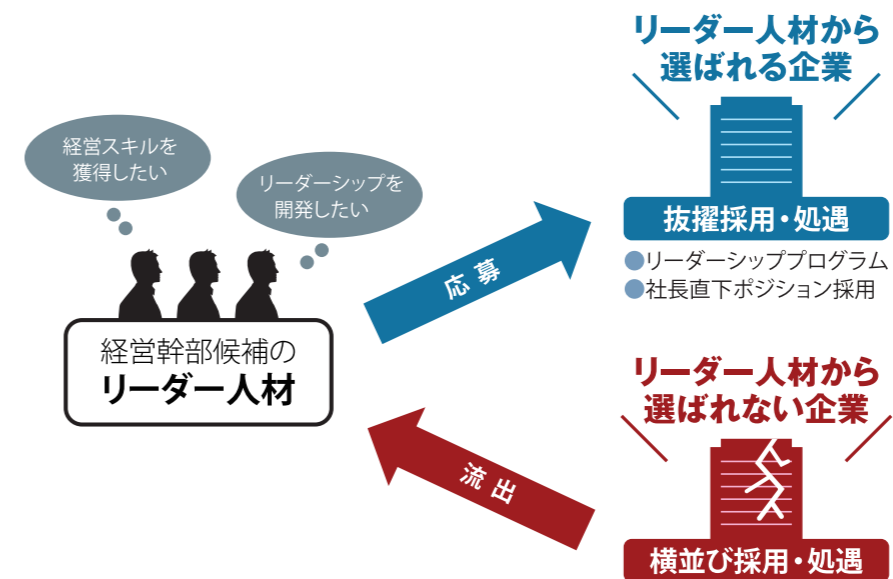 経営スキルを
獲得したい
リーダーシップを
開発したい
経営幹部候補の
リーダー人材
応募
流出
リーダー人材から
選ばれる企業
抜擢採用・処遇
●リーダーシッププログラム
●社長直下ポジション採用
リーダー人材から
選ばれない企業
横並び採用・処遇